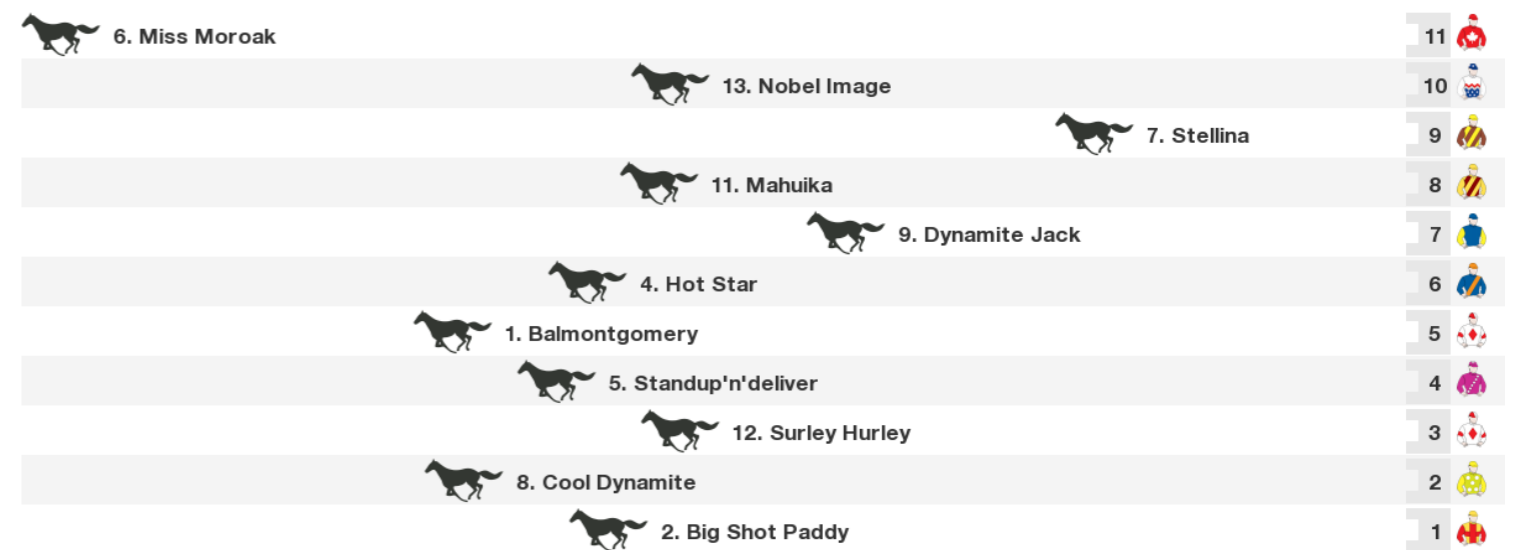 6. Miss Moroak 11
13. Nobel Image 10
7. Stellina 9
11. Mahuika 8
9. Dynamite Jack 7
4. Hot Star 6
1. Balmontgomery 5
5. Standup'n'deliver 4
12. Surley Hurley 3
8. Cool Dynamite 2
2. Big Shot Paddy 1